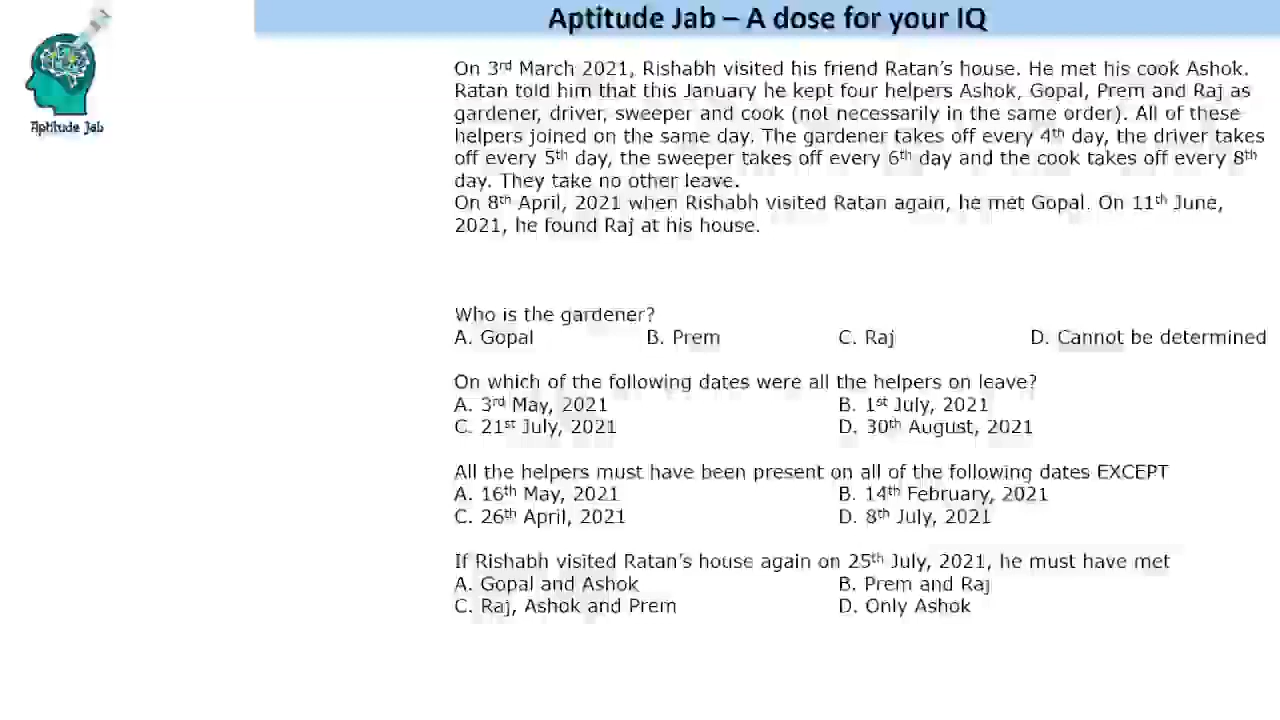 Aptitude Jab – A dose for your IQ
Aptitude Jab
On 3rd March 2021, Rishabh visited his friend Ratan's house. He met his cook Ashok.
Ratan told him that this January he kept four helpers Ashok, Gopal, Prem and Raj as
gardener, driver, sweeper and cook (not necessarily in the same order). All of these
helpers joined on the same day. The gardener takes off every 4th day, the driver takes
off every 5th day, the sweeper takes off every 6th day and the cook takes off every 8th
day. They take no other leave.
On 8th April, 2021 when Rishabh visited Ratan again, he met Gopal. On 11th June,
2021, he found Raj at his house.
Who is the gardener?
A. Gopal B. Prem C. Raj D. Cannot be determined
On which of the following dates were all the helpers on leave?
A. 3rd May, 2021 B. 1st July, 2021
C. 21st July, 2021 D. 30th August, 2021
All the helpers must have been present on all of the following dates EXCEPT
A. 16th May, 2021 B. 14th February, 2021
C. 26th April, 2021 D. 8th July, 2021
If Rishabh visited Ratan's house again on 25th July, 2021, he must have met
A. Gopal and Ashok B. Prem and Raj
C. Raj, Ashok and Prem D. Only Ashok